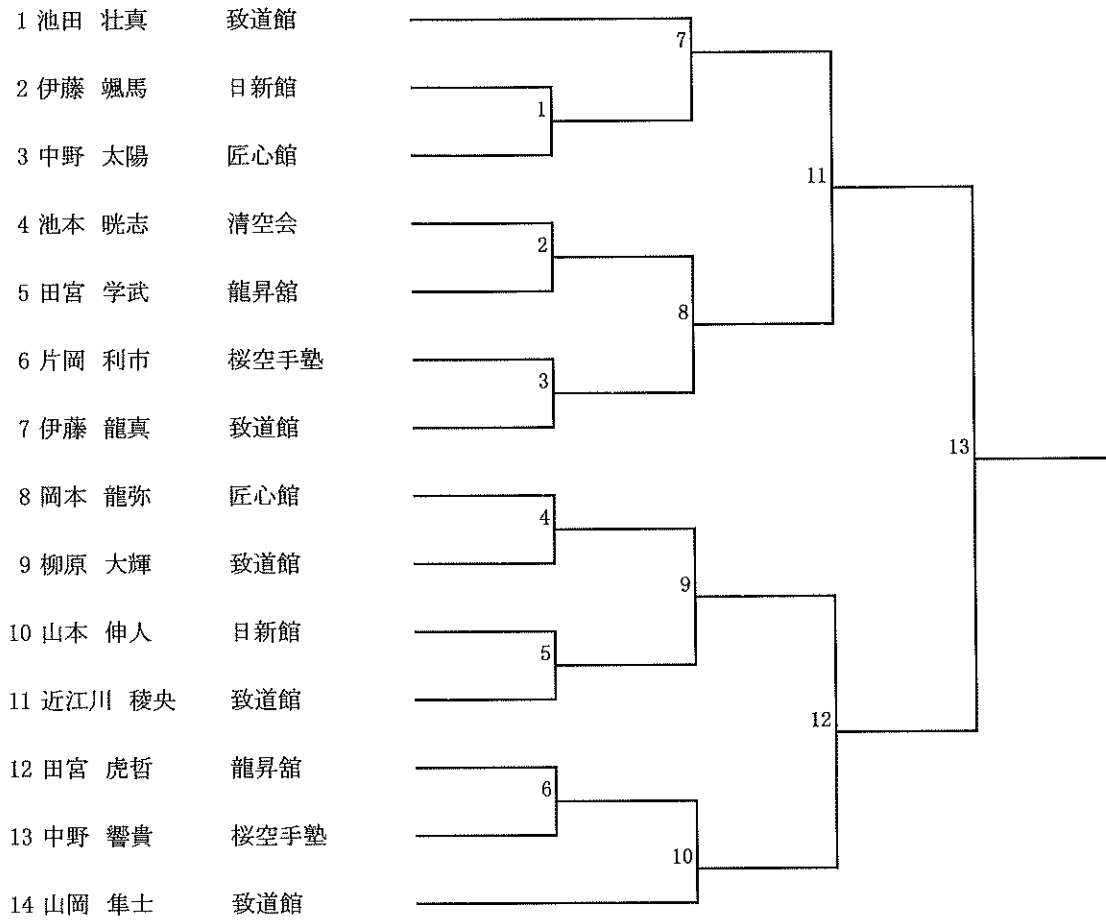 1 池田 壮真 致道館
2 伊藤 颯馬 日新館
3 中野 太陽 匠心館
4 池本 晄志 清空会
5 田宮 学武 龍昇舘
6 片岡 利市 桜空手塾
7 伊藤 龍真 致道館
8 岡本 龍弥 匠心館
9 柳原 大輝 致道館
10 山本 伸人 日新館
11 近江川 稜央 致道館
12 田宮 虎哲 龍昇舘
13 中野 響貴 桜空手塾
14 山岡 隼士 致道館
7
1
11
2
8
3
13
4
9
5
12
6
10